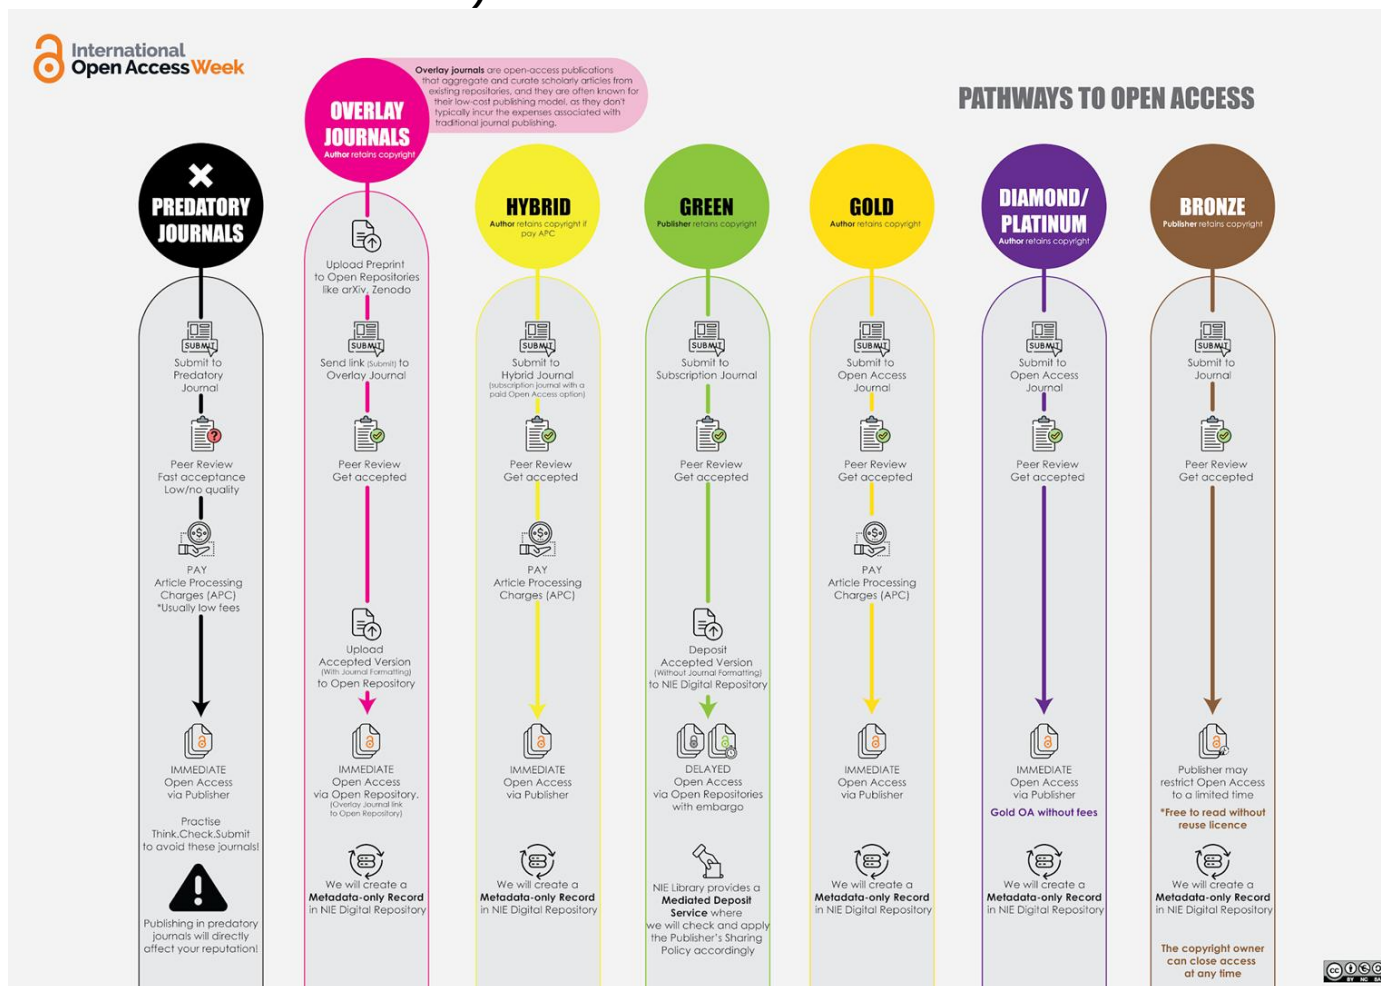 International
Open Access Week
Overlay journals are open-access publications
that aggregate and curate scholarly articles from
existing repositories, and they are often known for
their low-cost publishing model. as they don't
typically incur the expenses associated with
traditional journal publishing.
PATHWAYS TO OPEN ACCESS
PREDATORY
JOURNALS
Submit to
Predatory
Journal
Peer Review
Fast acceptance
Low/no quality
PAY
Article Processing
Charges (APC)
*Usually low fees
IMMEDIATE
Open Access
via Publisher
Practise
Think.Check.Submit
to avoid these journals!
Publishing in predatory
journals will directly
affect your reputation!
OVERLAY
JOURNALS
Author retains copyright
Upload Preprint
to Open Repositories
like arXiv, Zenodo
SUBMIT
Send link (Submit) to
Overlay Journal
Peer Review
Get accepted
Upload
Accepted Version
(With Journal Formatting)
to Open Repository
IMMEDIATE
Open Access
via Open Repository.
(Overlay Journal link
to Open Repository)
We will create a
Metadata-only Record
in NIE Digital Repository
HYBRID
Author retains copyright if
pay APC
SUBMIT
Submit to
Hybrid Journal
(subscription journal with a
paid Open Access option)
Peer Review
Get accepted
PAY
Article Processing
Charges (APC)
IMMEDIATE
Open Access
via Publisher
We will create a
Metadata-only Record
in NIE Digital Repository
GREEN
Publisher retains copyright
SUBMIT
Submit to
Subscription Journal
Peer Review
Get accepted
Deposit
Accepted Version
(Without Journal Formatting)
to NIE Digital Repository
DELAYED
Open Access
via Open Repositories
with embargo
NIE Library provides a
Mediated Deposit
Service where
we will check and apply
the Publisher's Sharing
Policy accordingly
GOLD
Author retains copyright
SUBMIT
Submit to
Open Access
Journal
Peer Review
Get accepted
PAY
Article Processing
Charges (APC)
IMMEDIATE
Open Access
via Publisher
We will create a
Metadata-only Record
in NIE Digital Repository
DIAMOND/
PLATINUM
Author retains copyright
SUBMIT
Submit to
Open Access
Journal
Peer Review
Get accepted
IMMEDIATE
Open Access
via Publisher
Gold OA without fees
We will create a
Metadata-only Record
in NIE Digital Repository
BRONZE
Publisher retains copyright
SUBMIT
Submit to
Journal
Peer Review
Get accepted
Publisher may
restrict Open Access
to a limited time
*Free to read without
reuse licence
We will create a
Metadata-only Record
in NIE Digital Repository
The copyright owner
can close access
at any time
cc
BY NC SA